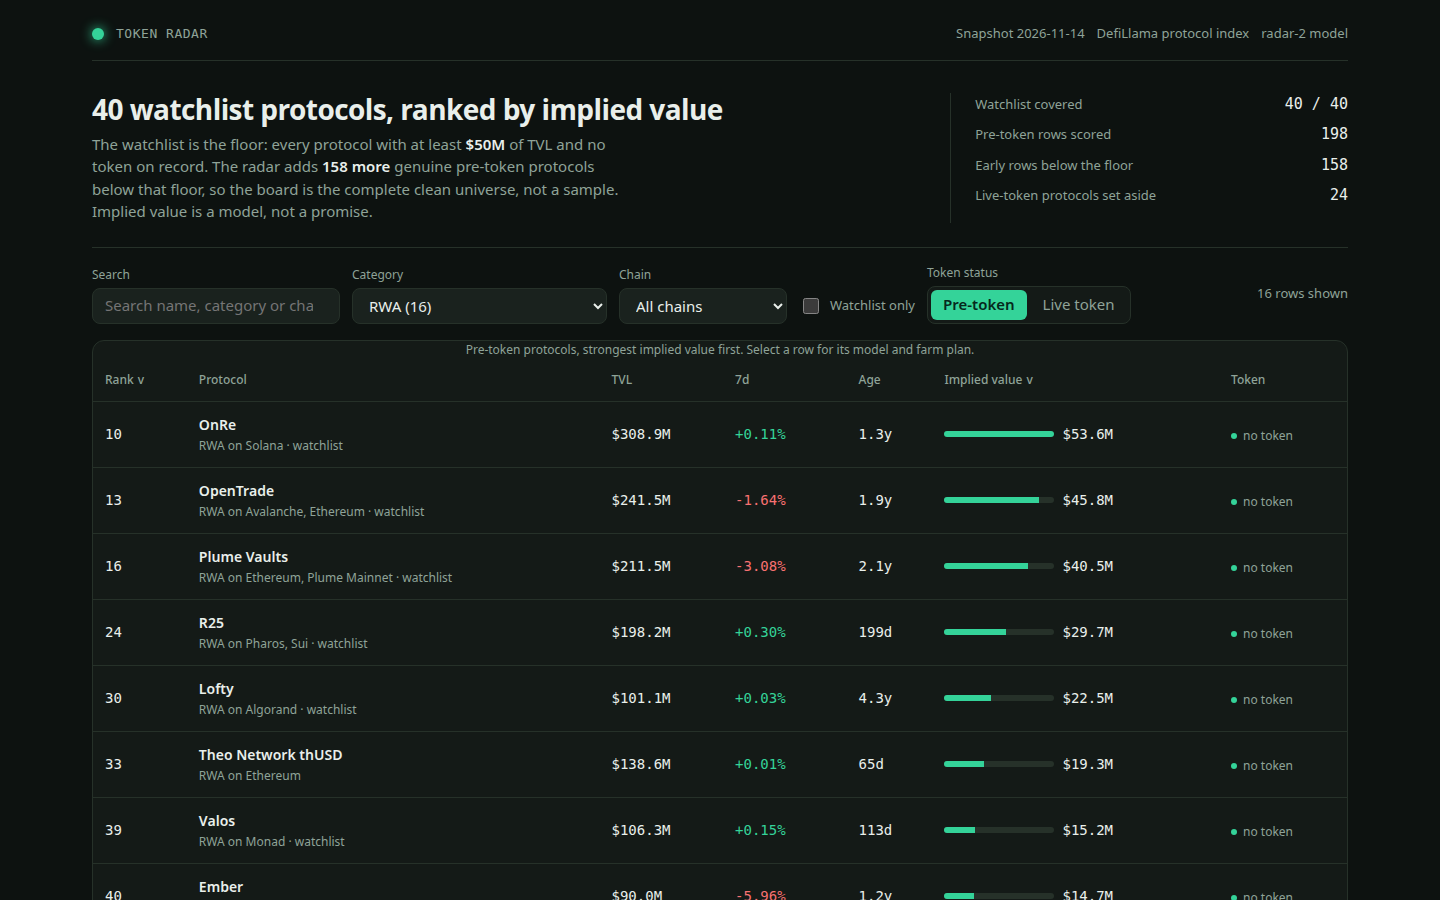 TOKEN RADAR
Snapshot 2026-11-14 DefiLlama protocol index radar-2 model
40 watchlist protocols, ranked by implied value
The watchlist is the floor: every protocol with at least $50M of TVL and no
token on record. The radar adds 158 more genuine pre-token protocols
below that floor, so the board is the complete clean universe, not a sample.
Implied value is a model, not a promise.
Watchlist covered 40 / 40
Pre-token rows scored 198
Early rows below the floor 158
Live-token protocols set aside 24
Search Category Chain Token status
Search name, category or cha RWA (16) All chains Watchlist only Pre-token Live token 16 rows shown
Pre-token protocols, strongest implied value first. Select a row for its model and farm plan.
Rank v Protocol TVL 7d Age Implied value v Token
10 OnRe $308.9M +0.11% 1.3y $53.6M no token
RWA on Solana · watchlist
13 OpenTrade $241.5M -1.64% 1.9y $45.8M no token
RWA on Avalanche, Ethereum · watchlist
16 Plume Vaults $211.5M -3.08% 2.1y $40.5M no token
RWA on Ethereum, Plume Mainnet · watchlist
24 R25 $198.2M +0.30% 199d $29.7M no token
RWA on Pharos, Sui · watchlist
30 Lofty $101.1M +0.03% 4.3y $22.5M no token
RWA on Algorand · watchlist
33 Theo Network thUSD $138.6M +0.01% 65d $19.3M no token
RWA on Ethereum
39 Valos $106.3M +0.15% 113d $15.2M no token
RWA on Monad · watchlist
40 Ember $90.0M -5.96% 1.2y $14.7M no token